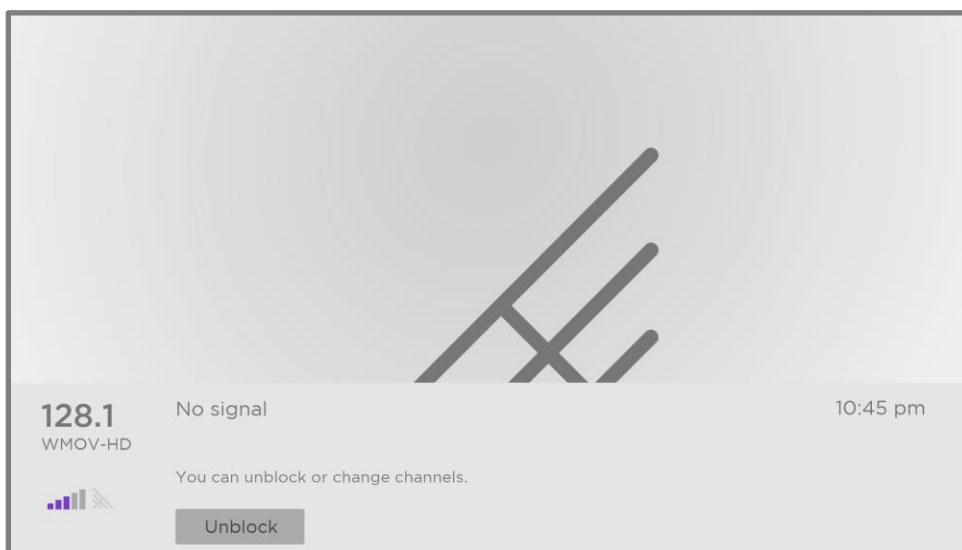 128.1
WMOV-HD
No signal
10:45 pm
You can unblock or change channels.
Unblock